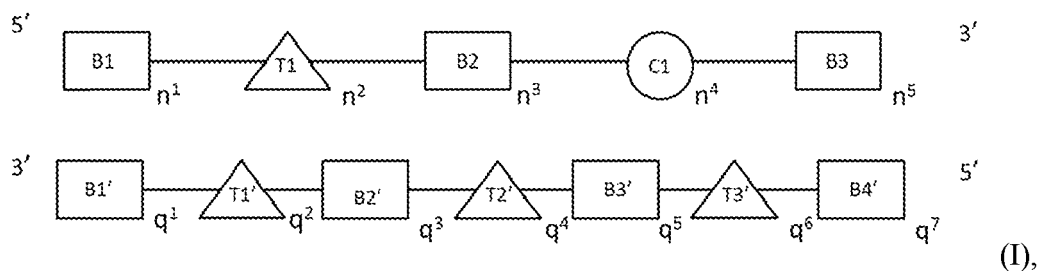 5′ 3′
B1 T1 B2 C1 B3
n¹ n² n³ n⁴ n⁵
3′ 5′
B1′ T1′ B2′ T2′ B3′ T3′ B4′
q¹ q² q³ q⁴ q⁵ q⁶ q⁷
(I),